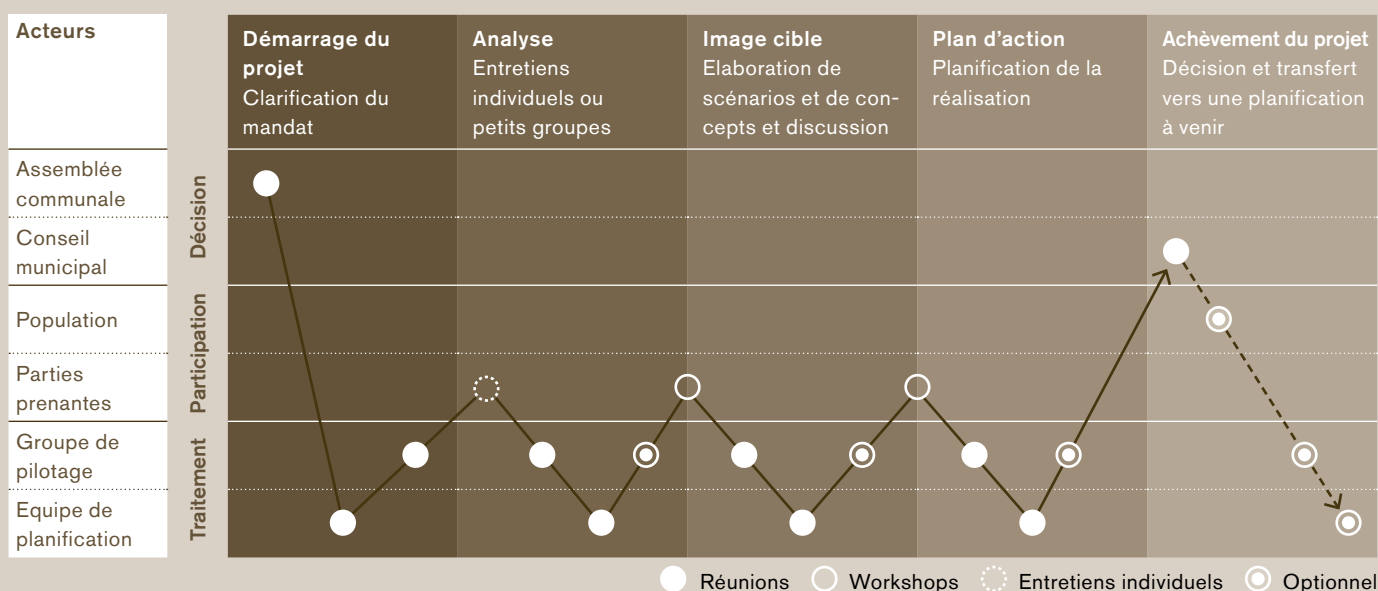 Acteurs
Démarrage du
projet
Clarification du
mandat
Analyse
Entretiens
individuels ou
petits groupes
Image cible
Elaboration de
scénarios et de con-
cepts et discussion
Plan d'action
Planification de la
réalisation
Achèvement du projet
Décision et transfert
vers une planification
à venir
Assemblée
communale
Conseil
municipal
Décision
Population
Parties
prenantes
Participation
Groupe de
pilotage
Equipe de
planification
Traitement
Réunions
Workshops
Entretiens individuels
Optionnel